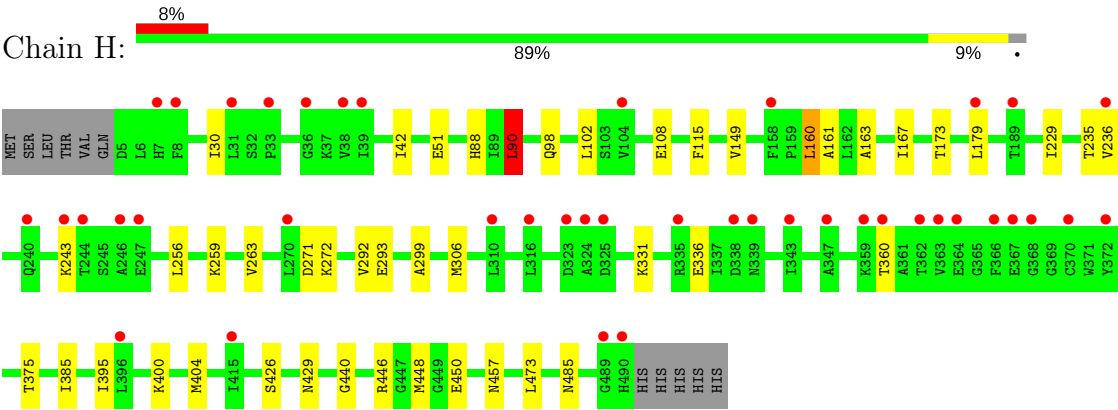 8%
Chain H:
89% 9% •
MET SER LEU THR VAL GLN D5 L6 H7 F8 I30 L31 S32 P33 G36 K37 V38 I39 I42 E51 H88 I89 L90 Q98 L102 S103 V104 E108 F115 V149 F158 P159 L160 A161 L162 A163 I167 T173 L179 T189 I229 T235 V236
Q240 K243 T244 S245 A246 E247 L256 K259 V263 L270 D271 K272 V292 E293 A299 M306 L310 L316 D323 A324 D325 K331 R335 E336 I337 D338 N339 I343 A347 K359 T360 A361 T362 V363 E364 G365 F366 E367 G368 G369 C370 W371 Y372
T375 I385 I395 L396 K400 M404 I415 S426 N429 G440 R446 G447 M448 G449 E450 N457 L473 N485 G489 H490 HIS HIS HIS HIS HIS